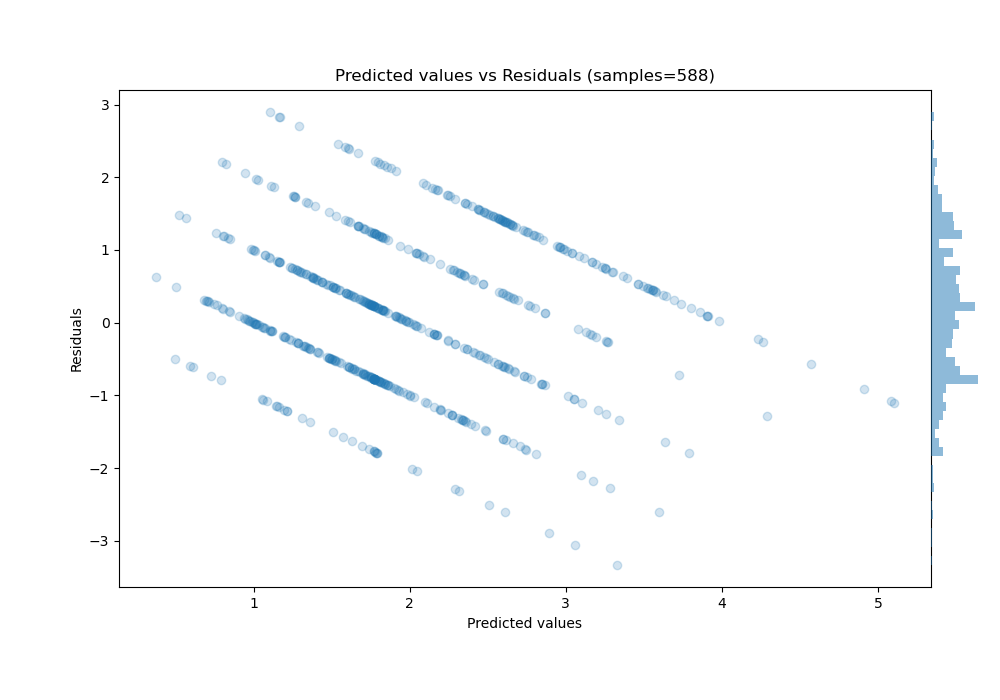 Predicted values vs Residuals (samples=588)
3
2
1
0
−1
−2
−3
Residuals
1 2 3 4 5
Predicted values